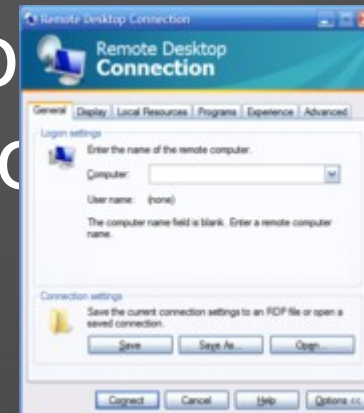 Remote Desktop Connection
Remote Desktop
Connection
General Display Local Resources Programs Experience Advanced
Logon settings
Enter the name of the remote computer.
Computer:
User name: (none)
The computer name field is blank. Enter a remote computer
name.
Connection settings
Save the current connection settings to an RDP file or open a
saved connection.
Save Save As... Open...
Connect Cancel Help Options <<